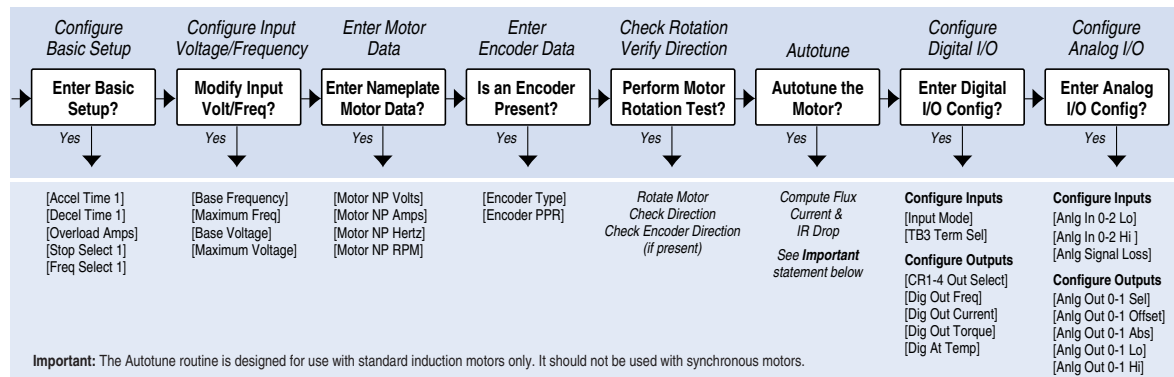 Configure
Basic Setup
Enter Basic
Setup?
Yes
[Accel Time 1]
[Decel Time 1]
[Overload Amps]
[Stop Select 1]
[Freq Select 1]
Configure Input
Voltage/Frequency
Modify Input
Volt/Freq?
Yes
[Base Frequency]
[Maximum Freq]
[Base Voltage]
[Maximum Voltage]
Enter Motor
Data
Enter Nameplate
Motor Data?
Yes
[Motor NP Volts]
[Motor NP Amps]
[Motor NP Hertz]
[Motor NP RPM]
Enter
Encoder Data
Is an Encoder
Present?
Yes
[Encoder Type]
[Encoder PPR]
Check Rotation
Verify Direction
Perform Motor
Rotation Test?
Yes
Rotate Motor
Check Direction
Check Encoder Direction
(if present)
Autotune
Autotune the
Motor?
Yes
Compute Flux
Current &
IR Drop
See Important
statement below
Configure
Digital I/O
Enter Digital
I/O Config?
Yes
Configure Inputs
[Input Mode]
[TB3 Term Sel]
Configure Outputs
[CR1-4 Out Select]
[Dig Out Freq]
[Dig Out Current]
[Dig Out Torque]
[Dig At Temp]
Configure
Analog I/O
Enter Analog
I/O Config?
Yes
Configure Inputs
[Anlg In 0-2 Lo]
[Anlg In 0-2 Hi ]
[Anlg Signal Loss]
Configure Outputs
[Anlg Out 0-1 Sel]
[Anlg Out 0-1 Offset]
[Anlg Out 0-1 Abs]
[Anlg Out 0-1 Lo]
[Anlg Out 0-1 Hi]
Important: The Autotune routine is designed for use with standard induction motors only. It should not be used with synchronous motors.